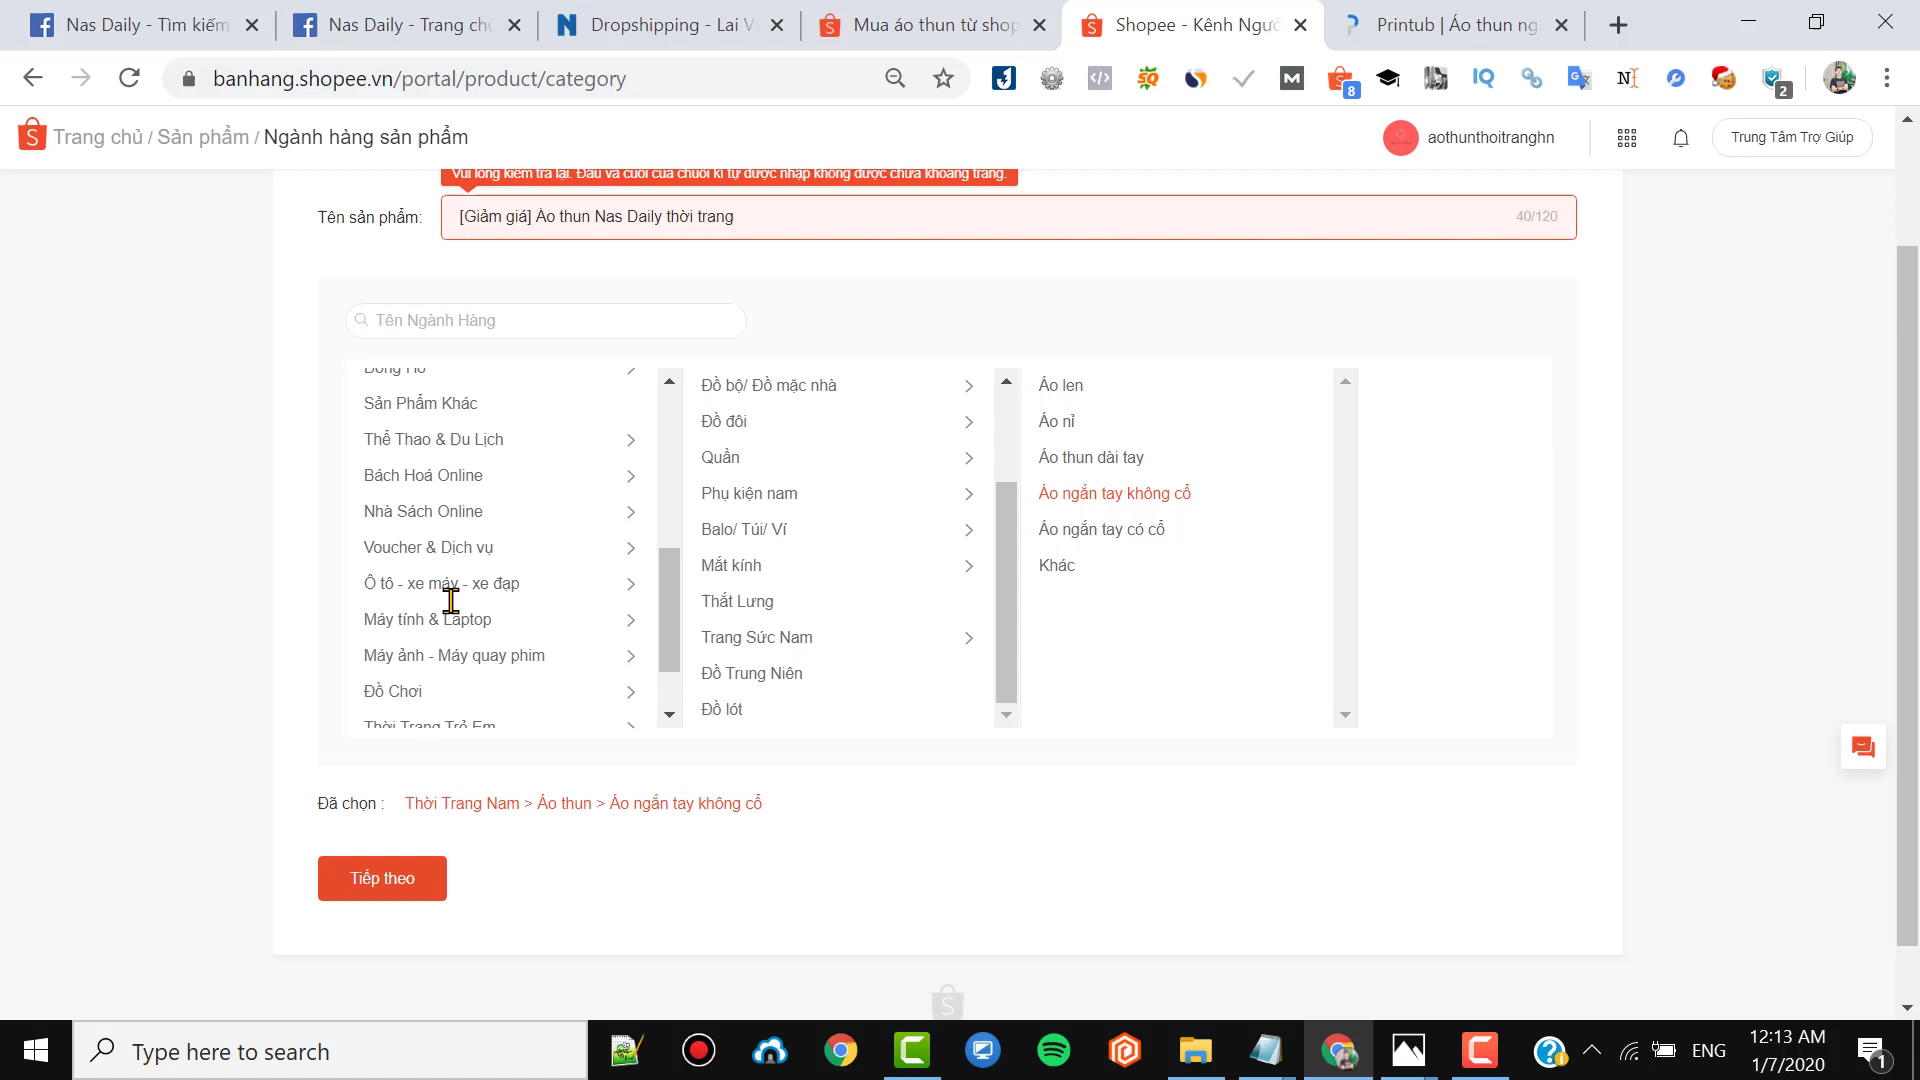 Nas Daily - Tìm kiếm
Nas Daily - Trang chủ
Dropshipping - Lai V
Mua áo thun từ shop
Shopee - Kênh Người
Printub | Áo thun ng
banhang.shopee.vn/portal/product/category
8
2
Trang chủ / Sản phẩm / Ngành hàng sản phẩm
aothunthoitranghn
Trung Tâm Trợ Giúp
Vui lòng kiểm tra lại. Đầu và cuối của chuỗi kí tự được nhập không được chứa khoảng trắng.
Tên sản phẩm:
[Giảm giá] Áo thun Nas Daily thời trang
40/120
Tên Ngành Hàng
Đồng Hồ
Sản Phẩm Khác
Thể Thao & Du Lịch
Bách Hoá Online
Nhà Sách Online
Voucher & Dịch vụ
Ô tô - xe máy - xe đạp
Máy tính & Laptop
Máy ảnh - Máy quay phim
Đồ Chơi
Thời Trang Trẻ Em
Đồ bộ/ Đồ mặc nhà
Đồ đôi
Quần
Phụ kiện nam
Balo/ Túi/ Ví
Mắt kính
Thắt Lưng
Trang Sức Nam
Đồ Trung Niên
Đồ lót
Áo len
Áo nỉ
Áo thun dài tay
Áo ngắn tay không cổ
Áo ngắn tay có cổ
Khác
Đã chọn :
Thời Trang Nam > Áo thun > Áo ngắn tay không cổ
Tiếp theo
Type here to search
ENG
12:13 AM
1/7/2020
1